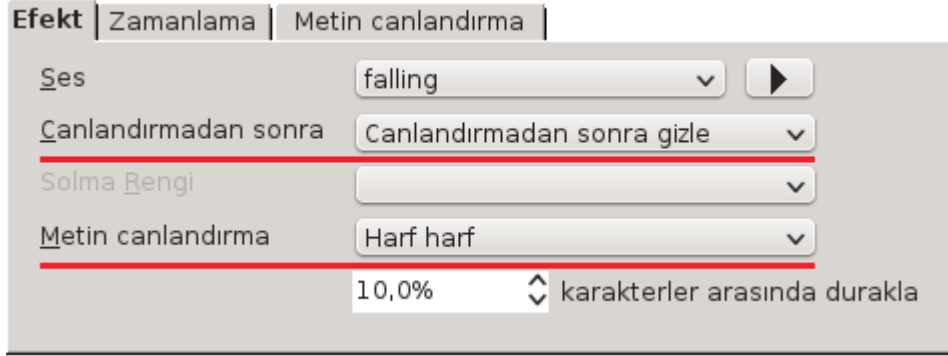 Efekt Zamanlama Metin canlandırma
Ses falling
Canlandırmadan sonra Canlandırmadan sonra gizle
Solma Rengi
Metin canlandırma Harf harf
10,0% karakterler arasında durakla